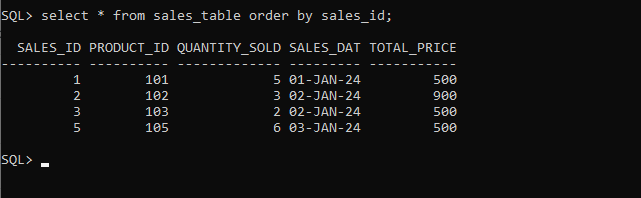 SQL> select * from sales_table order by sales_id;
SALES_ID PRODUCT_ID QUANTITY_SOLD SALES_DAT TOTAL_PRICE
---------- ---------- ------------- --------- -----------
1 101 5 01-JAN-24 500
2 102 3 02-JAN-24 900
3 103 2 02-JAN-24 500
5 105 6 03-JAN-24 500
SQL>